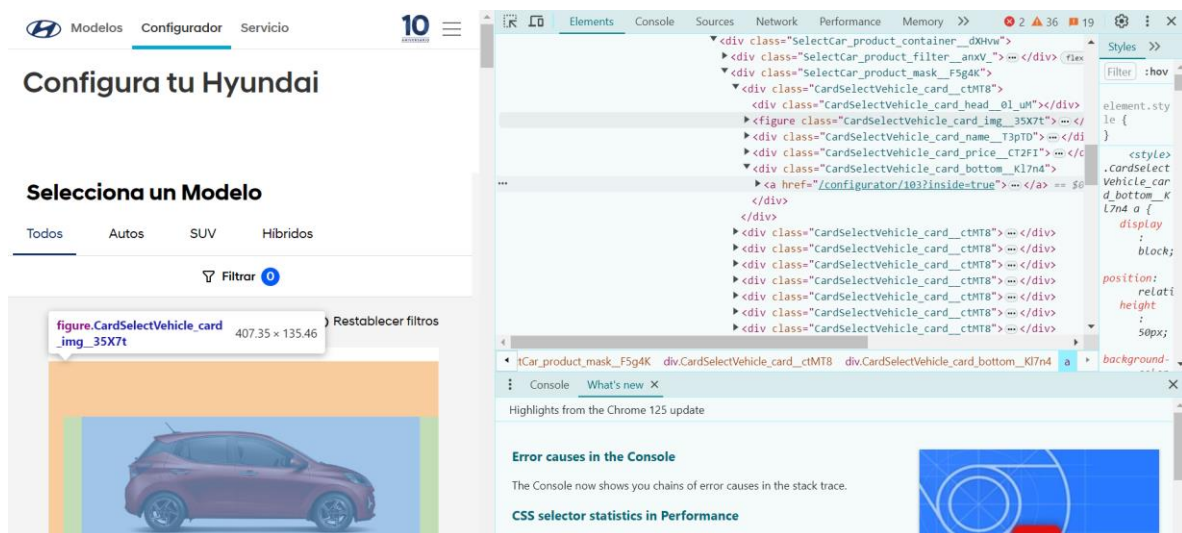 Modelos Configurador Servicio 10
Configura tu Hyundai
Selecciona un Modelo
Todos Autos SUV Híbridos
Filtrar 0
figure.CardSelectVehicle_card
_img__35X7t 407.35 × 135.46
Restablecer filtros
Elements Console Sources Network Performance Memory 2 36 19
<div class="SelectCar_product_container__dXHvw">
<div class="SelectCar_product_filter__anxV_">…</div> flex
<div class="SelectCar_product_mask__F5g4K">
<div class="CardSelectVehicle_card__ctMT8">
<div class="CardSelectVehicle_card_head__0l_uM"></div>
<figure class="CardSelectVehicle_card_img__35X7t">…</
<div class="CardSelectVehicle_card_name__T3pTD">…</di
<div class="CardSelectVehicle_card_price__CT2FI">…</d
<div class="CardSelectVehicle_card_bottom__Kl7n4">
… <a href="/configurator/103?inside=true">…</a> == $0
</div>
</div>
<div class="CardSelectVehicle_card__ctMT8">…</div>
<div class="CardSelectVehicle_card__ctMT8">…</div>
<div class="CardSelectVehicle_card__ctMT8">…</div>
<div class="CardSelectVehicle_card__ctMT8">…</div>
<div class="CardSelectVehicle_card__ctMT8">…</div>
<div class="CardSelectVehicle_card__ctMT8">…</div>
<div class="CardSelectVehicle_card__ctMT8">…</div>
tCar_product_mask__F5g4K div.CardSelectVehicle_card__ctMT8 div.CardSelectVehicle_card_bottom__Kl7n4 a
Styles
Filter :hov
element.sty
le {
}
<style>
.CardSelect
Vehicle_car
d_bottom__K
l7n4 a {
display
:
block;
position:
relati
height
:
50px;
background-
Console What's new
Highlights from the Chrome 125 update
Error causes in the Console
The Console now shows you chains of error causes in the stack trace.
CSS selector statistics in Performance